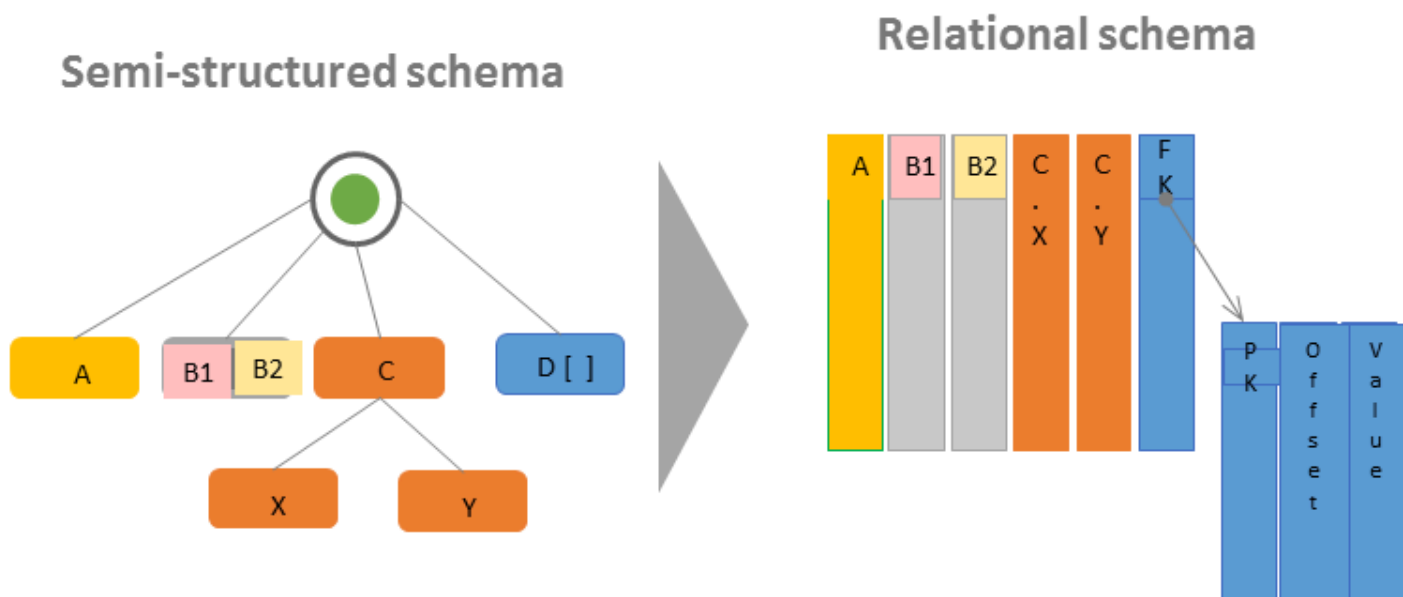 Semi-structured schema
A
B1
B2
C
D [ ]
X
Y
Relational schema
A
B1
B2
C
.
X
C
.
Y
F
K
P
K
O
f
f
s
e
t
V
a
l
u
e